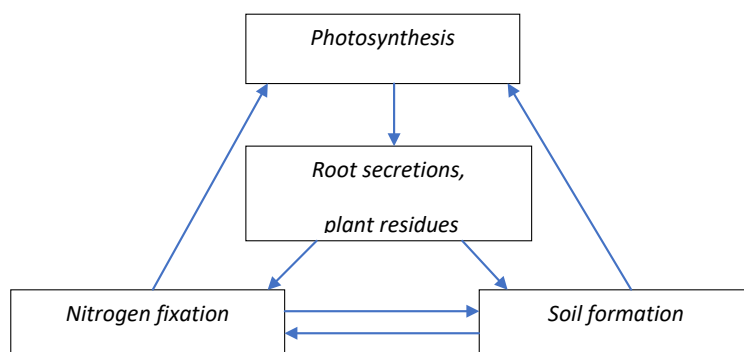 Photosynthesis
Root secretions,
plant residues
Nitrogen fixation
Soil formation